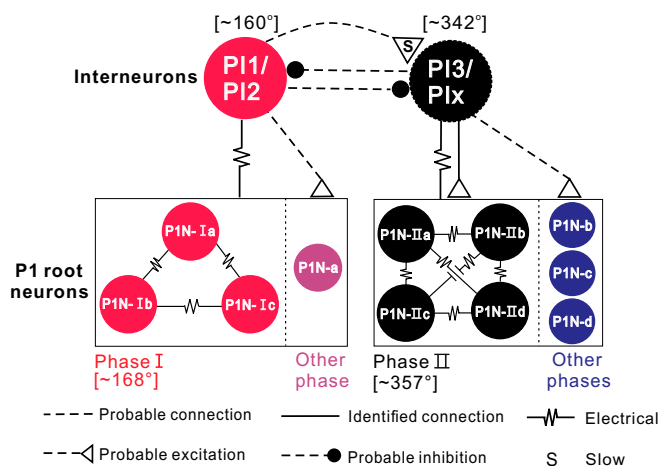 [~160°]
[~342°]
S
Interneurons
PI1/
PI2
PI3/
PIx
P1 root
neurons
P1N-Ⅰa
P1N-Ⅰb
P1N-Ⅰc
P1N-a
P1N-Ⅱa
P1N-Ⅱb
P1N-Ⅱc
P1N-Ⅱd
P1N-b
P1N-c
P1N-d
Phase Ⅰ
[~168°]
Other
phase
Phase Ⅱ
[~357°]
Other
phases
Probable connection
Identified connection
Electrical
Probable excitation
Probable inhibition
S
Slow